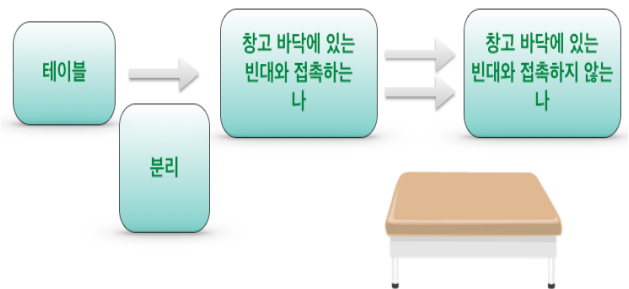 테이블
분리
창고 바닥에 있는
빈대와 접촉하는
나
창고 바닥에 있는
빈대와 접촉하지 않는
나